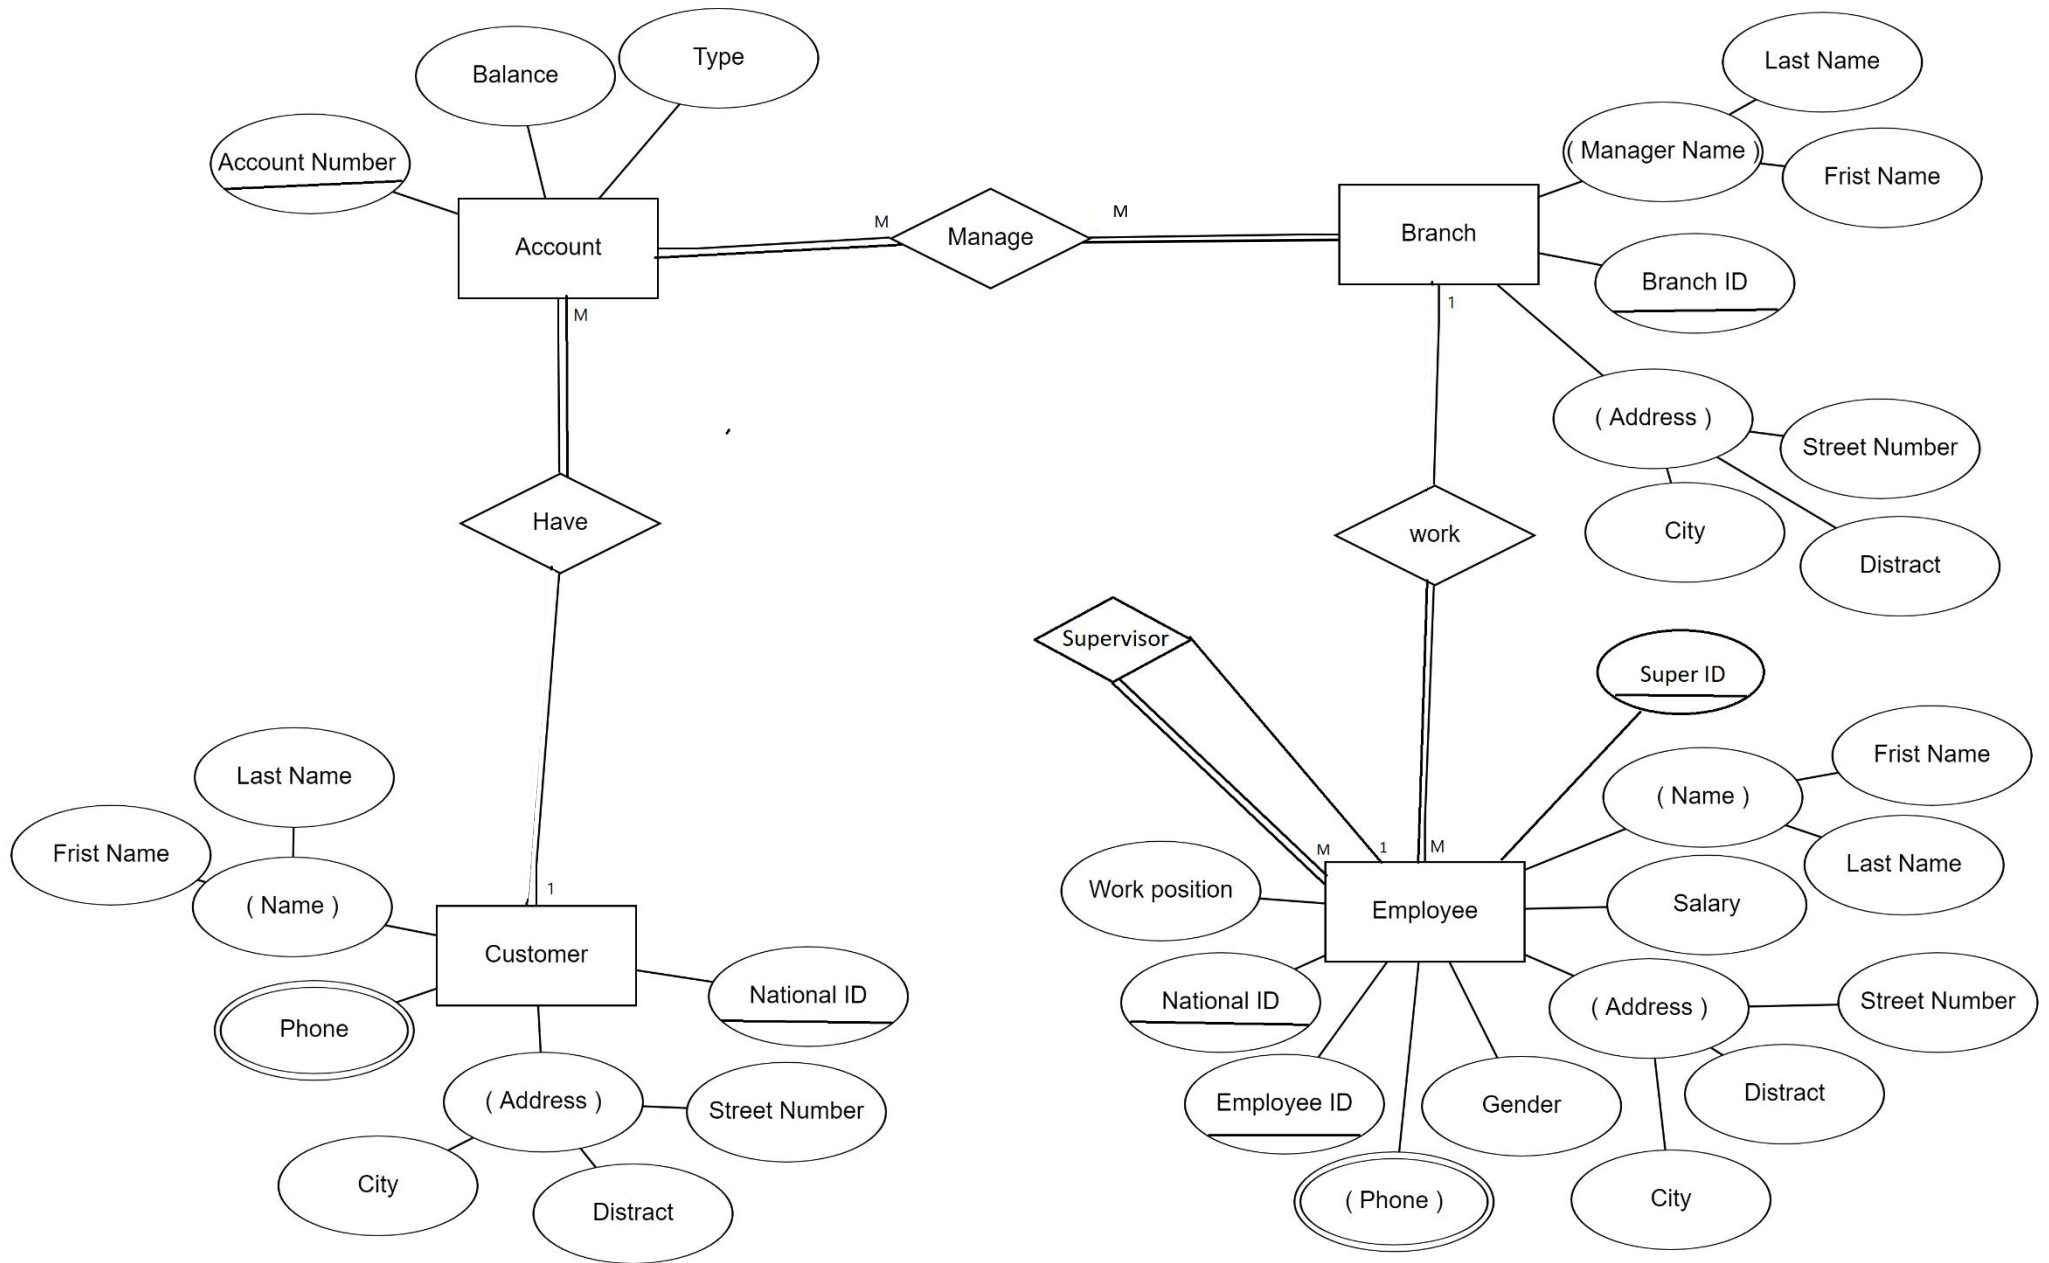 Last Name
Type
Balance
( Manager Name )
Account Number
Frist Name
M
M
Account
Manage
Branch
Branch ID
1
M
( Address )
Street Number
Have
work
City
Distract
Supervisor
Super ID
Frist Name
( Name )
Last Name
Last Name
Frist Name
( Name )
M
1
M
Work position
Employee
Salary
1
Customer
National ID
National ID
( Address )
Street Number
Phone
( Address )
Street Number
Employee ID
Gender
Distract
City
Distract
( Phone )
City